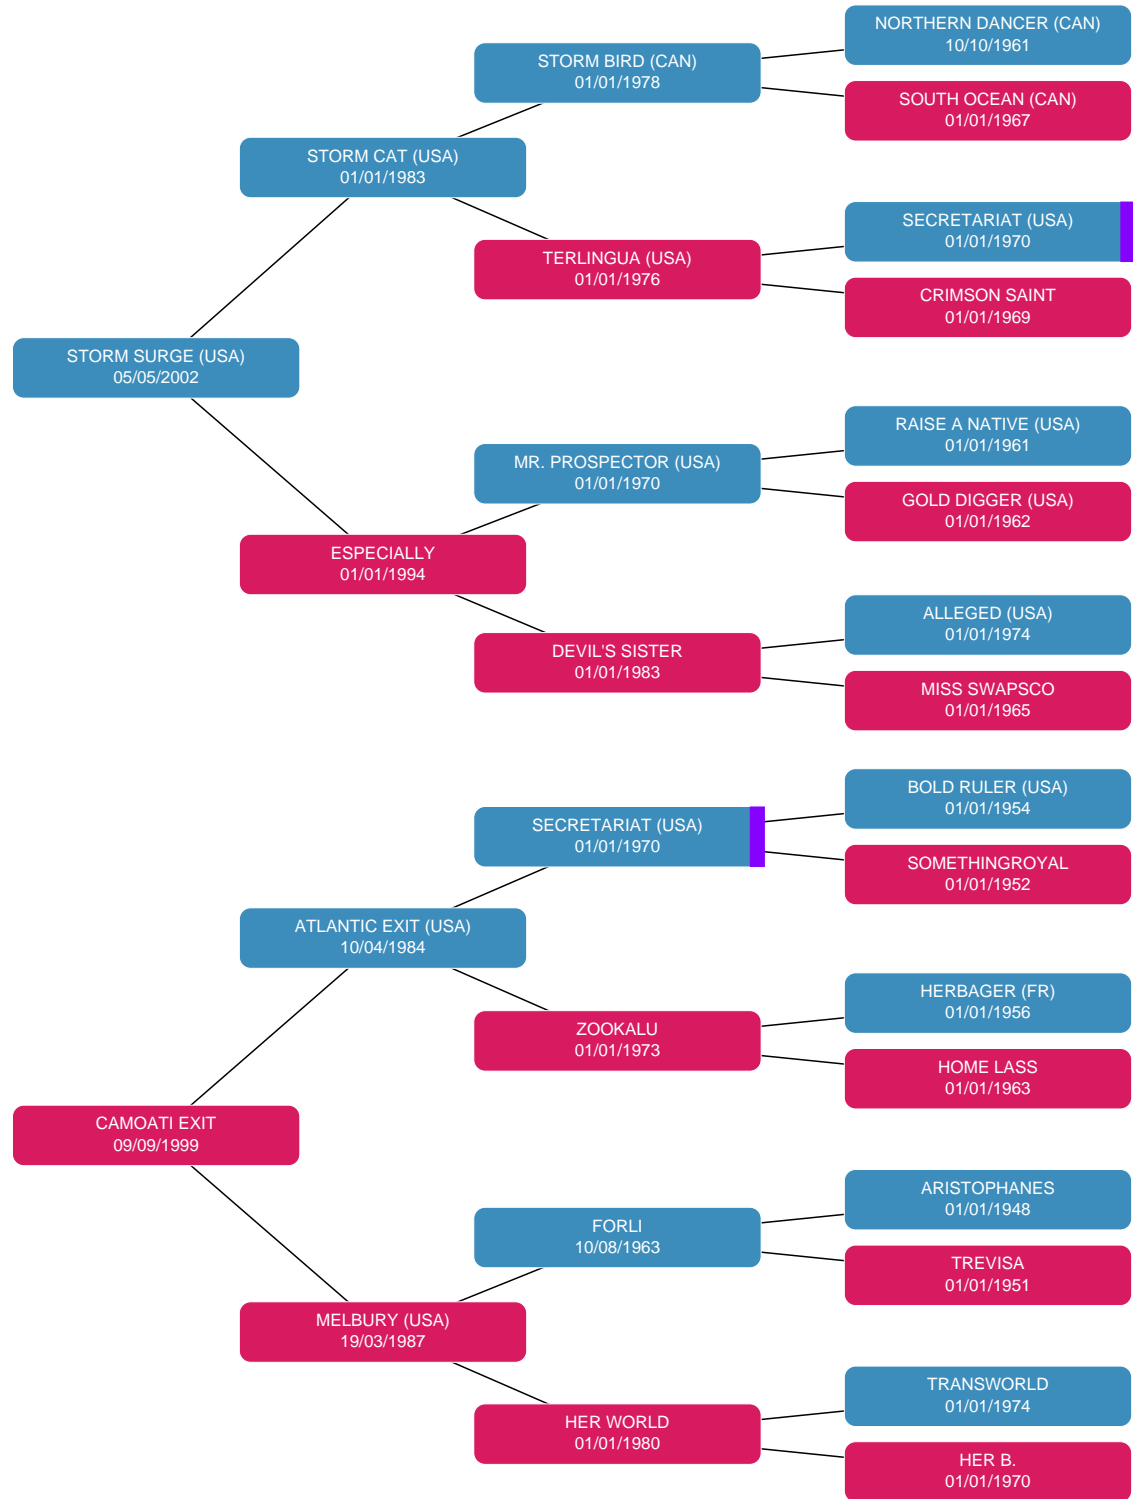 NORTHERN DANCER (CAN)
10/10/1961
STORM BIRD (CAN)
01/01/1978
SOUTH OCEAN (CAN)
01/01/1967
STORM CAT (USA)
01/01/1983
SECRETARIAT (USA)
01/01/1970
TERLINGUA (USA)
01/01/1976
CRIMSON SAINT
01/01/1969
STORM SURGE (USA)
05/05/2002
RAISE A NATIVE (USA)
01/01/1961
MR. PROSPECTOR (USA)
01/01/1970
GOLD DIGGER (USA)
01/01/1962
ESPECIALLY
01/01/1994
ALLEGED (USA)
01/01/1974
DEVIL'S SISTER
01/01/1983
MISS SWAPSCO
01/01/1965
BOLD RULER (USA)
01/01/1954
SECRETARIAT (USA)
01/01/1970
SOMETHINGROYAL
01/01/1952
ATLANTIC EXIT (USA)
10/04/1984
HERBAGER (FR)
01/01/1956
ZOOKALU
01/01/1973
HOME LASS
01/01/1963
CAMOATI EXIT
09/09/1999
ARISTOPHANES
01/01/1948
FORLI
10/08/1963
TREVISA
01/01/1951
MELBURY (USA)
19/03/1987
TRANSWORLD
01/01/1974
HER WORLD
01/01/1980
HER B.
01/01/1970